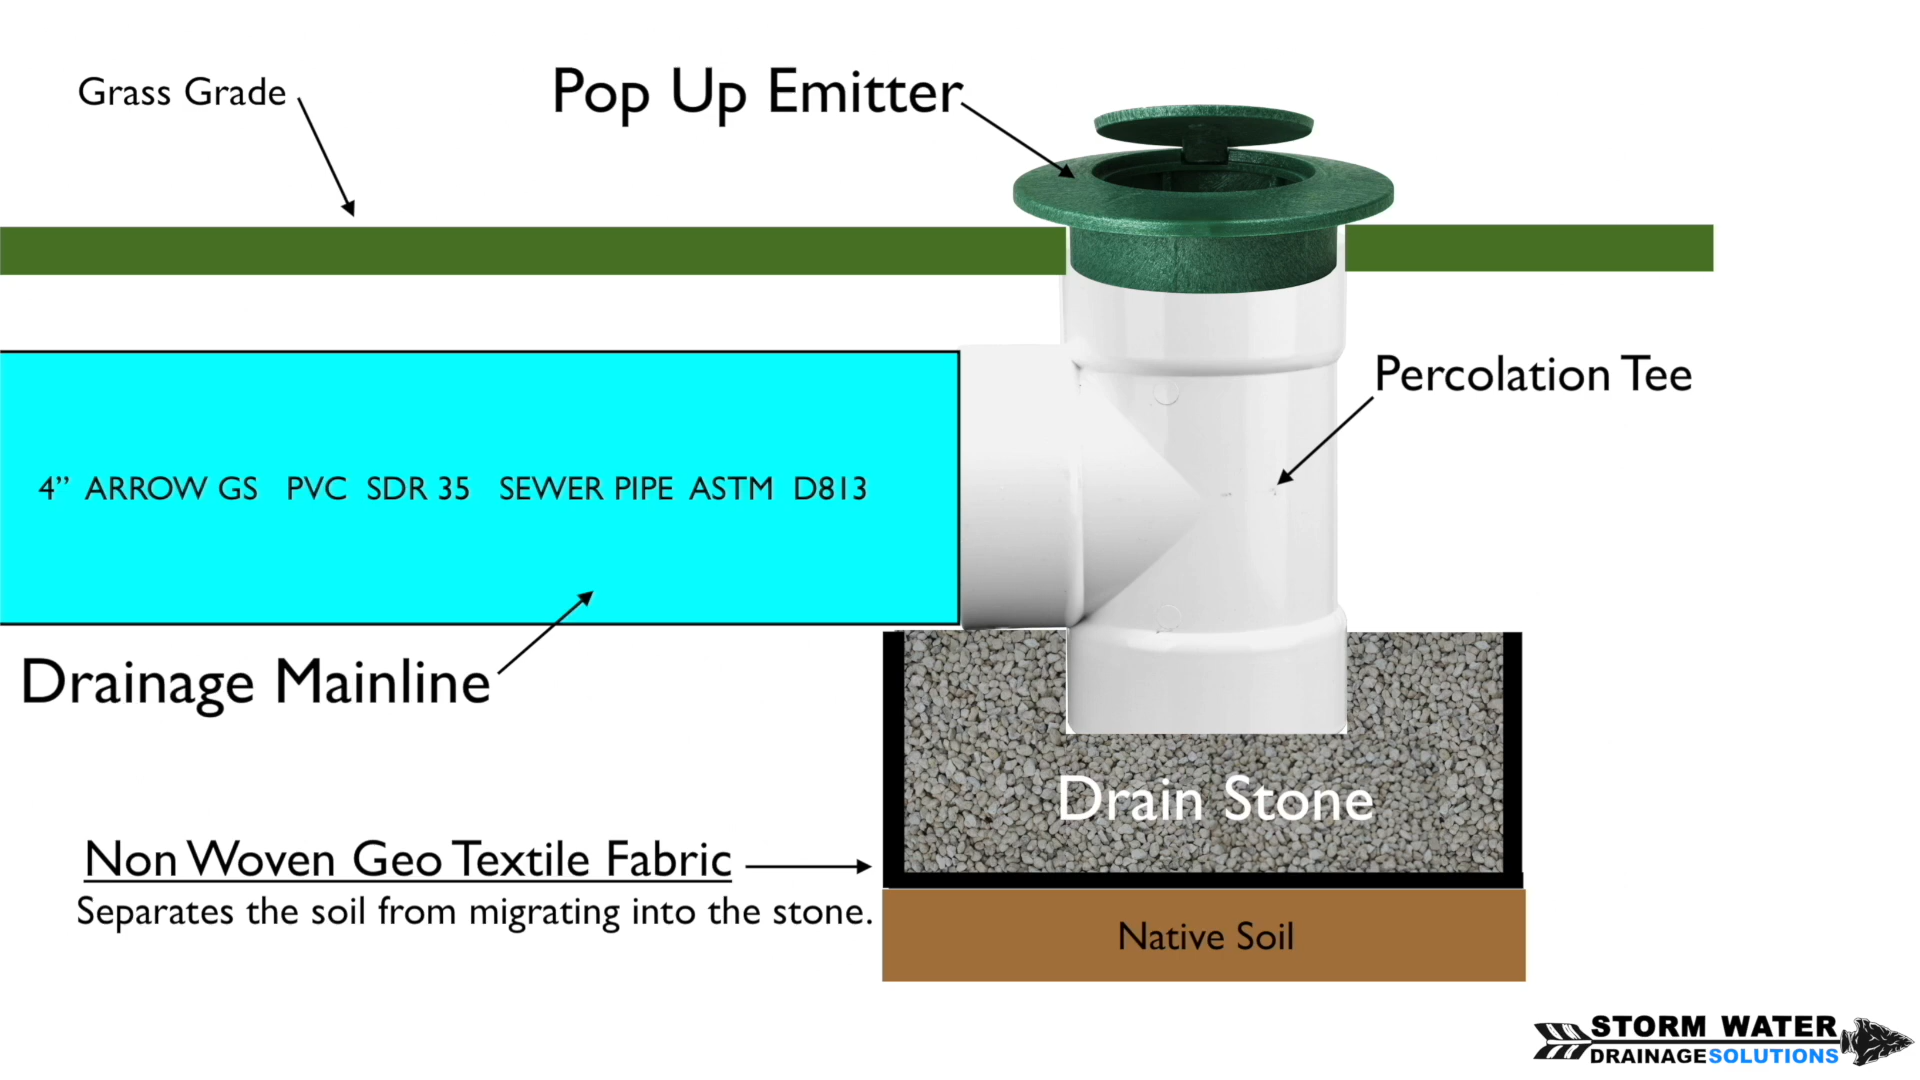 Grass Grade
Pop Up Emitter
Percolation Tee
4” ARROW GS PVC SDR 35 SEWER PIPE ASTM D813
Drainage Mainline
Drain Stone
Non Woven Geo Textile Fabric
Separates the soil from migrating into the stone.
Native Soil
STORM WATER
DRAINAGE SOLUTIONS